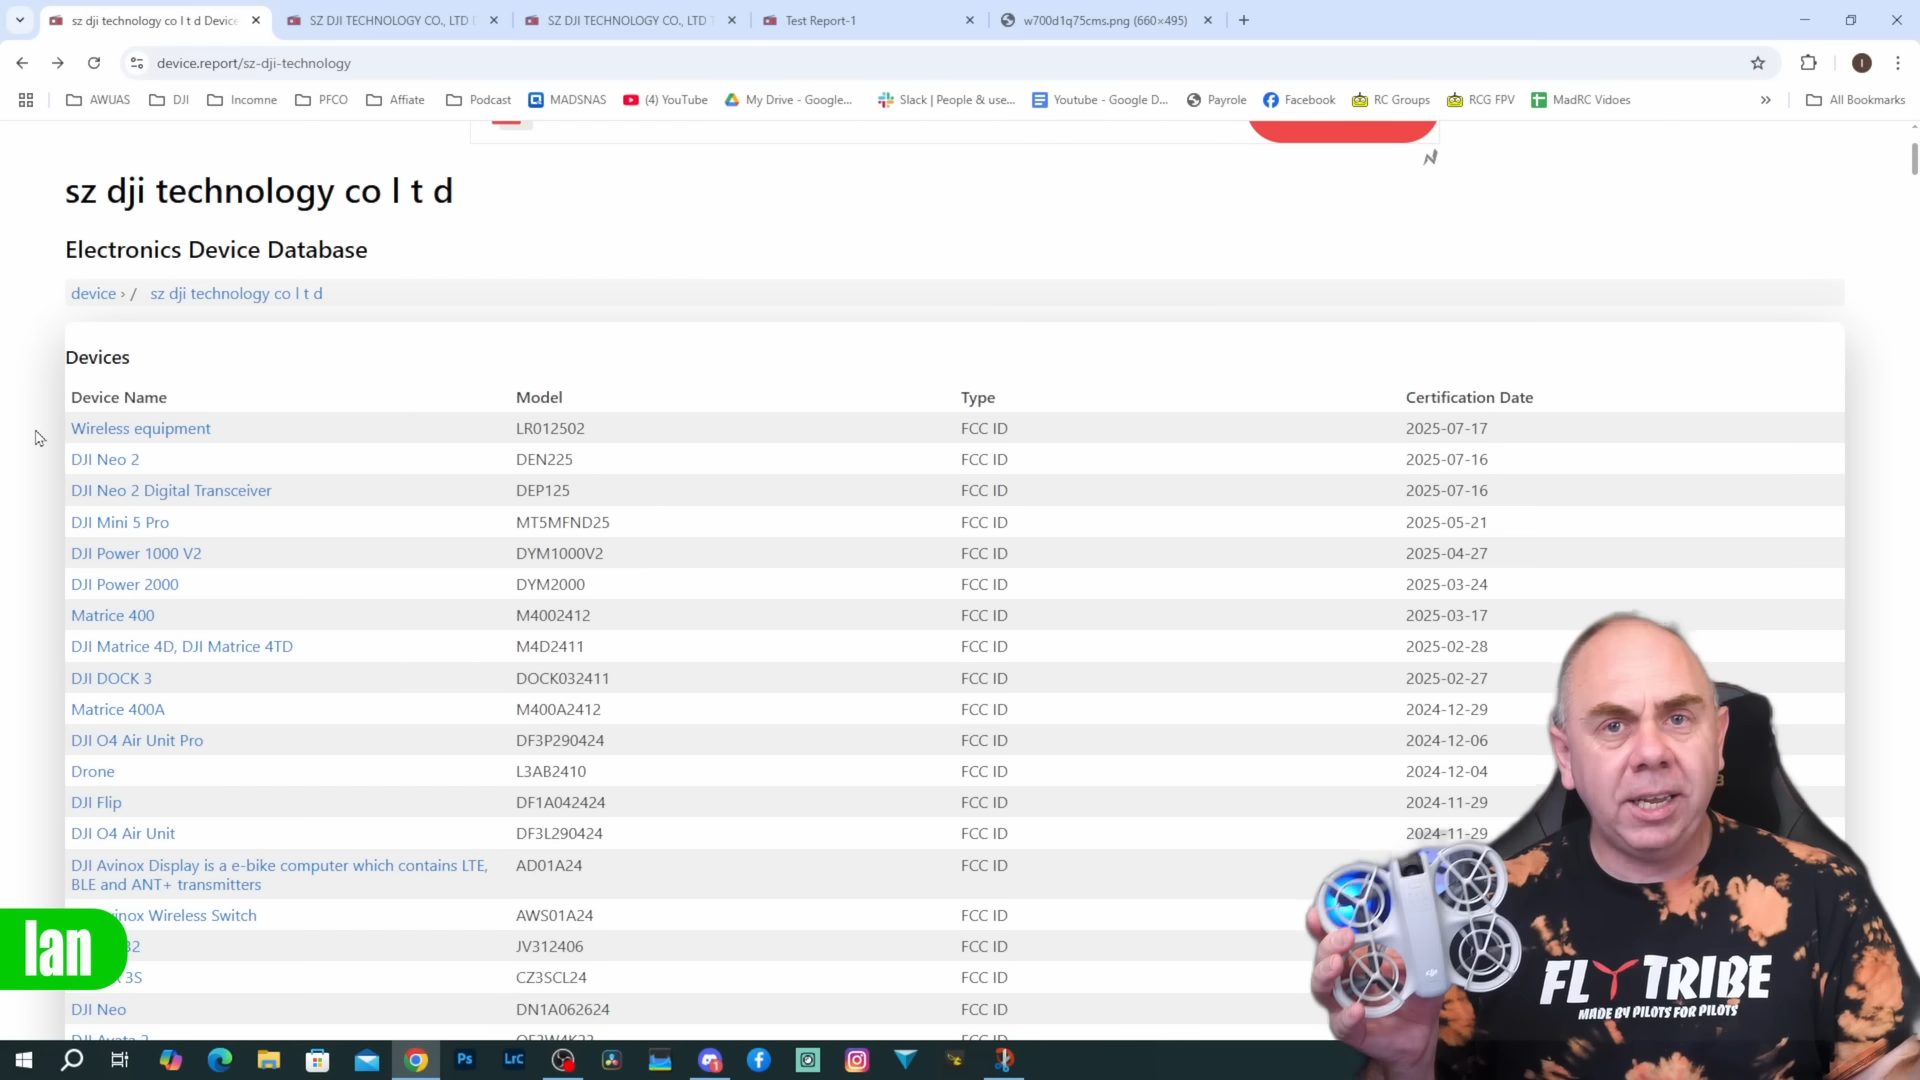 sz dji technology co l t d Device
SZ DJI TECHNOLOGY CO., LTD
SZ DJI TECHNOLOGY CO., LTD
Test Report-1
w700d1q75cms.png (660×495)
device.report/sz-dji-technology
AWUAS
DJI
Incomne
PFCO
Affiate
Podcast
MADSNAS
(4) YouTube
My Drive - Google...
Slack | People & use...
Youtube - Google D...
Payrole
Facebook
RC Groups
RCG FPV
MadRC Vidoes
All Bookmarks
sz dji technology co l t d
Electronics Device Database
device › / sz dji technology co l t d
Devices
Device Name Model Type Certification Date
Wireless equipment LR012502 FCC ID 2025-07-17
DJI Neo 2 DEN225 FCC ID 2025-07-16
DJI Neo 2 Digital Transceiver DEP125 FCC ID 2025-07-16
DJI Mini 5 Pro MT5MFND25 FCC ID 2025-05-21
DJI Power 1000 V2 DYM1000V2 FCC ID 2025-04-27
DJI Power 2000 DYM2000 FCC ID 2025-03-24
Matrice 400 M4002412 FCC ID 2025-03-17
DJI Matrice 4D, DJI Matrice 4TD M4D2411 FCC ID 2025-02-28
DJI DOCK 3 DOCK032411 FCC ID 2025-02-27
Matrice 400A M400A2412 FCC ID 2024-12-29
DJI O4 Air Unit Pro DF3P290424 FCC ID 2024-12-06
Drone L3AB2410 FCC ID 2024-12-04
DJI Flip DF1A042424 FCC ID 2024-11-29
DJI O4 Air Unit DF3L290424 FCC ID 2024-11-29
DJI Avinox Display is a e-bike computer which contains LTE, AD01A24 FCC ID
BLE and ANT+ transmitters
inox Wireless Switch AWS01A24 FCC ID
32 JV312406 FCC ID
3S CZ3SCL24 FCC ID
DJI Neo DN1A062624 FCC ID
DJI Avata 2
Ian
FLYTRIBE
MADE BY PILOTS FOR PILOTS
Ps
LrC